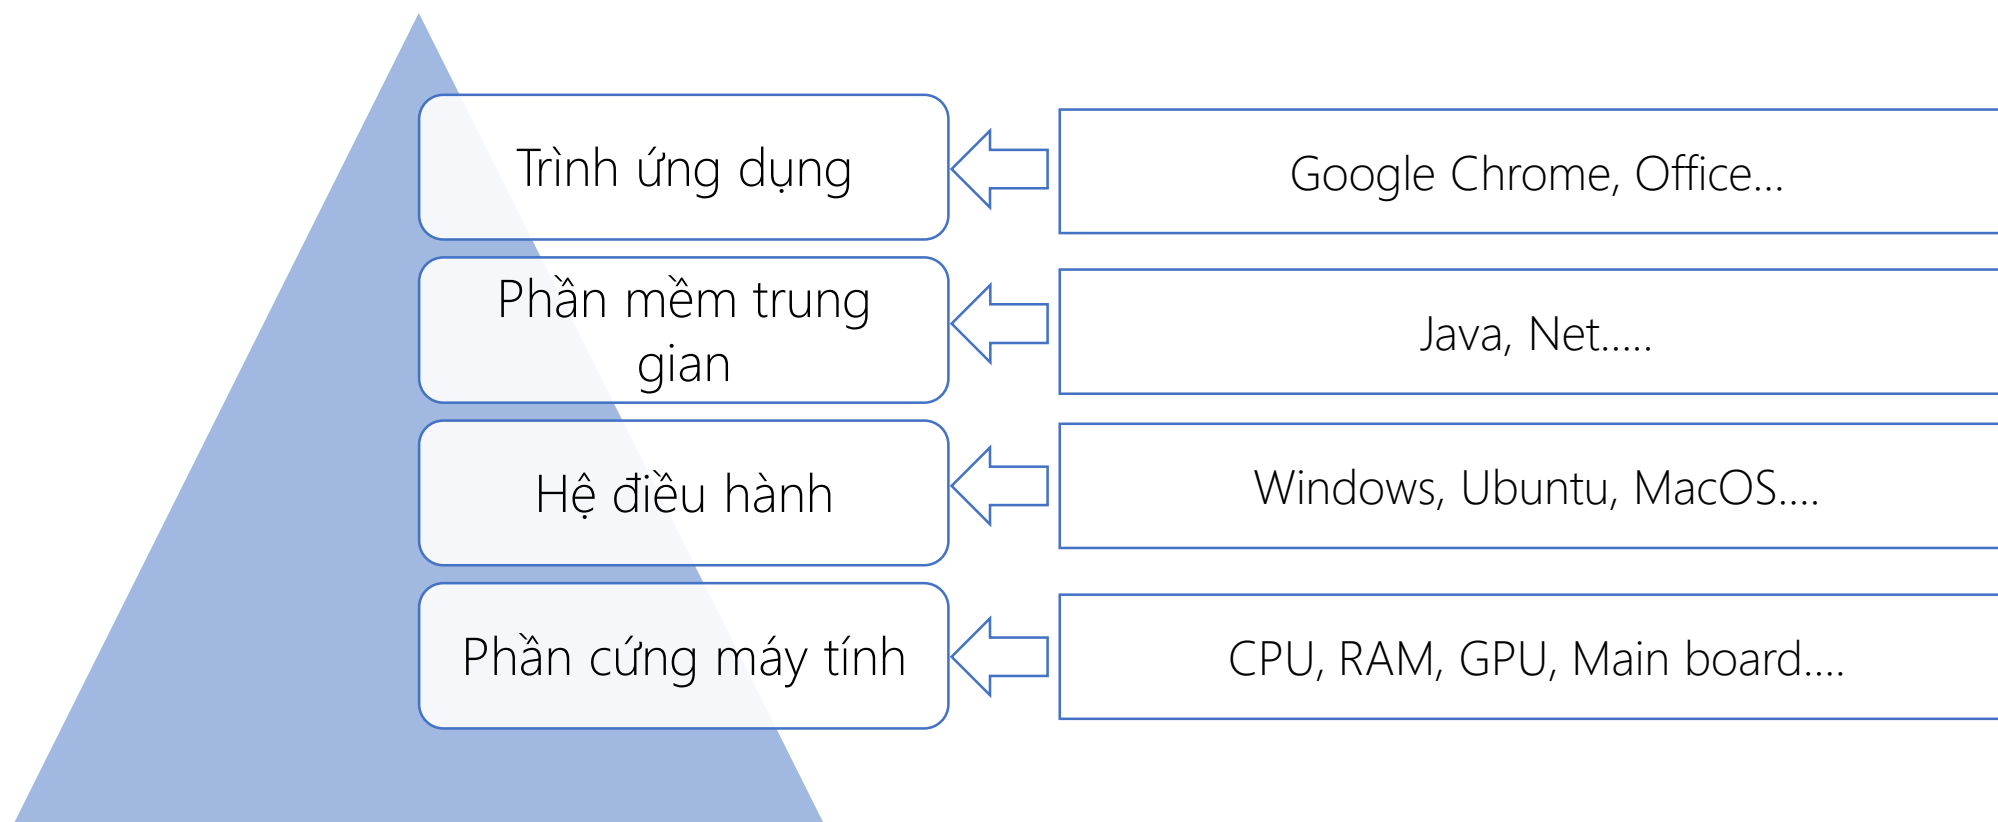 Trình ứng dụng
Google Chrome, Office...
Phần mềm trung
gian
Java, Net.....
Hệ điều hành
Windows, Ubuntu, MacOS....
Phần cứng máy tính
CPU, RAM, GPU, Main board....